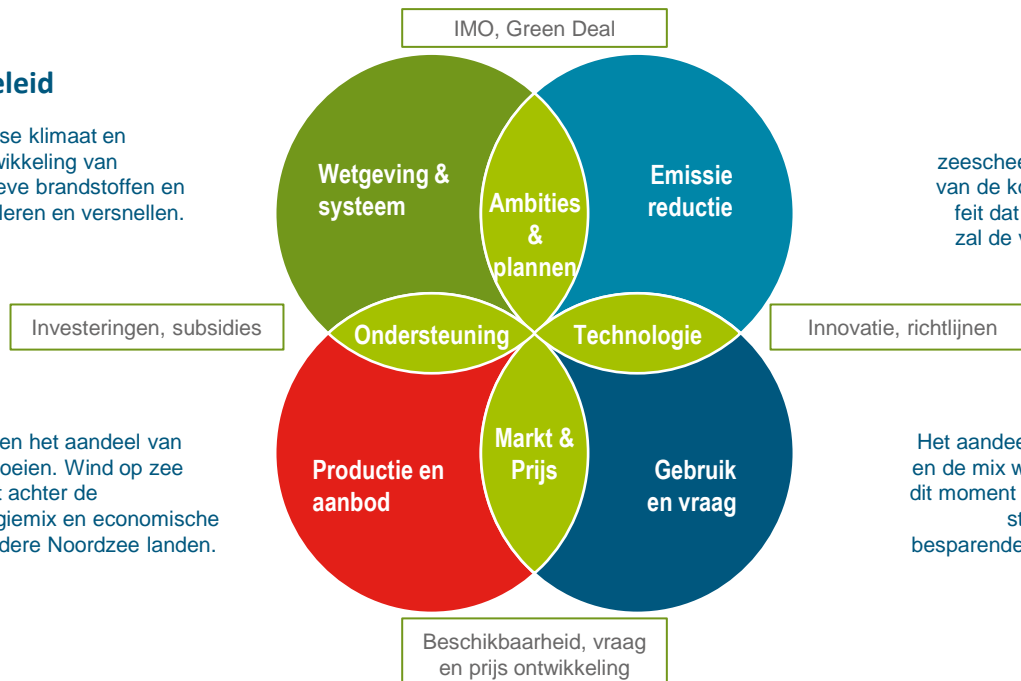 IMO, Green Deal
eleid
se klimaat en
wikkeling van
eve brandstoffen en
leren en versnellen.
Wetgeving &
systeem
Ambities
&
plannen
Emissie
reductie
zeeschee
van de ko
feit dat
zal de v
Investeringen, subsidies
Ondersteuning
Technologie
Innovatie, richtlijnen
en het aandeel van
oeien. Wind op zee
t achter de
giemix en economische
dere Noordzee landen.
Productie en
aanbod
Markt &
Prijs
Gebruik
en vraag
Het aandee
en de mix w
dit moment
st
besparende
Beschikbaarheid, vraag
en prijs ontwikkeling